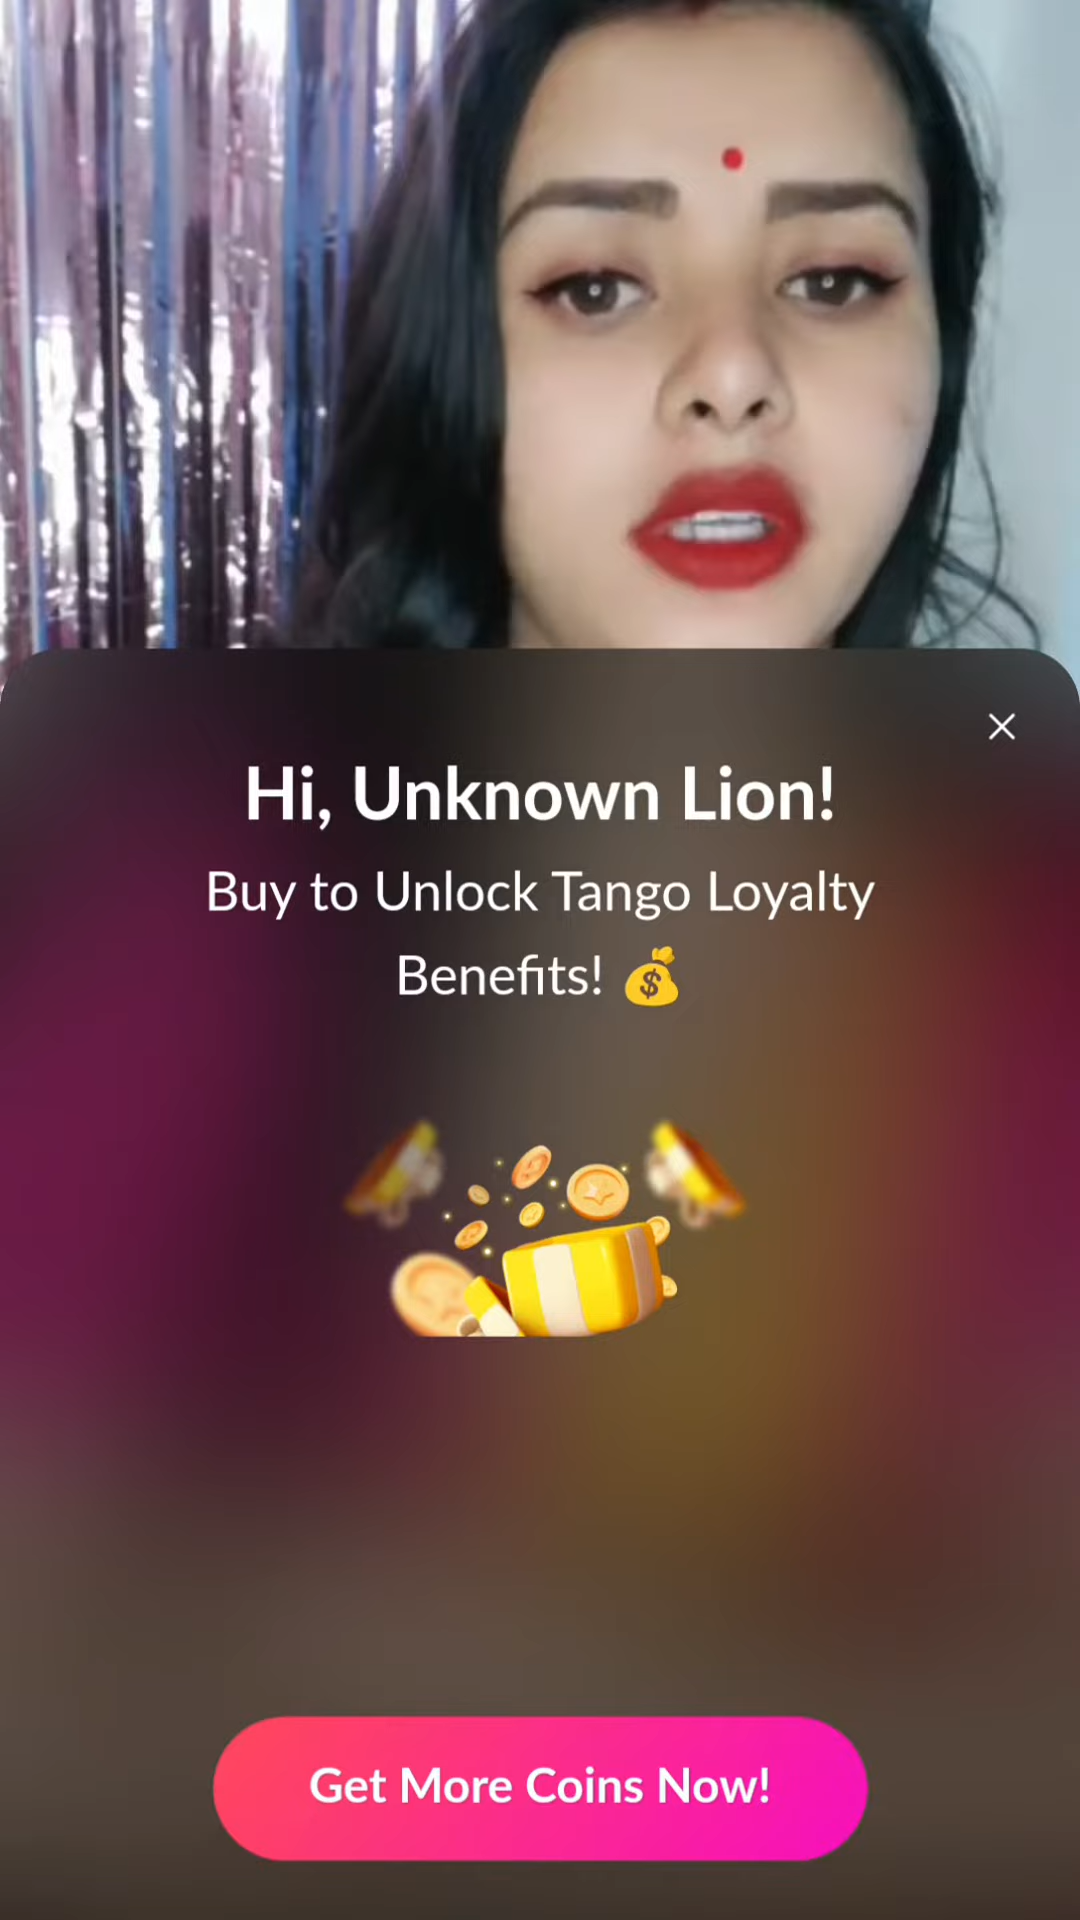 Hi, Unknown Lion!
Buy to Unlock Tango Loyalty
Benefits! 💰
Get More Coins Now!